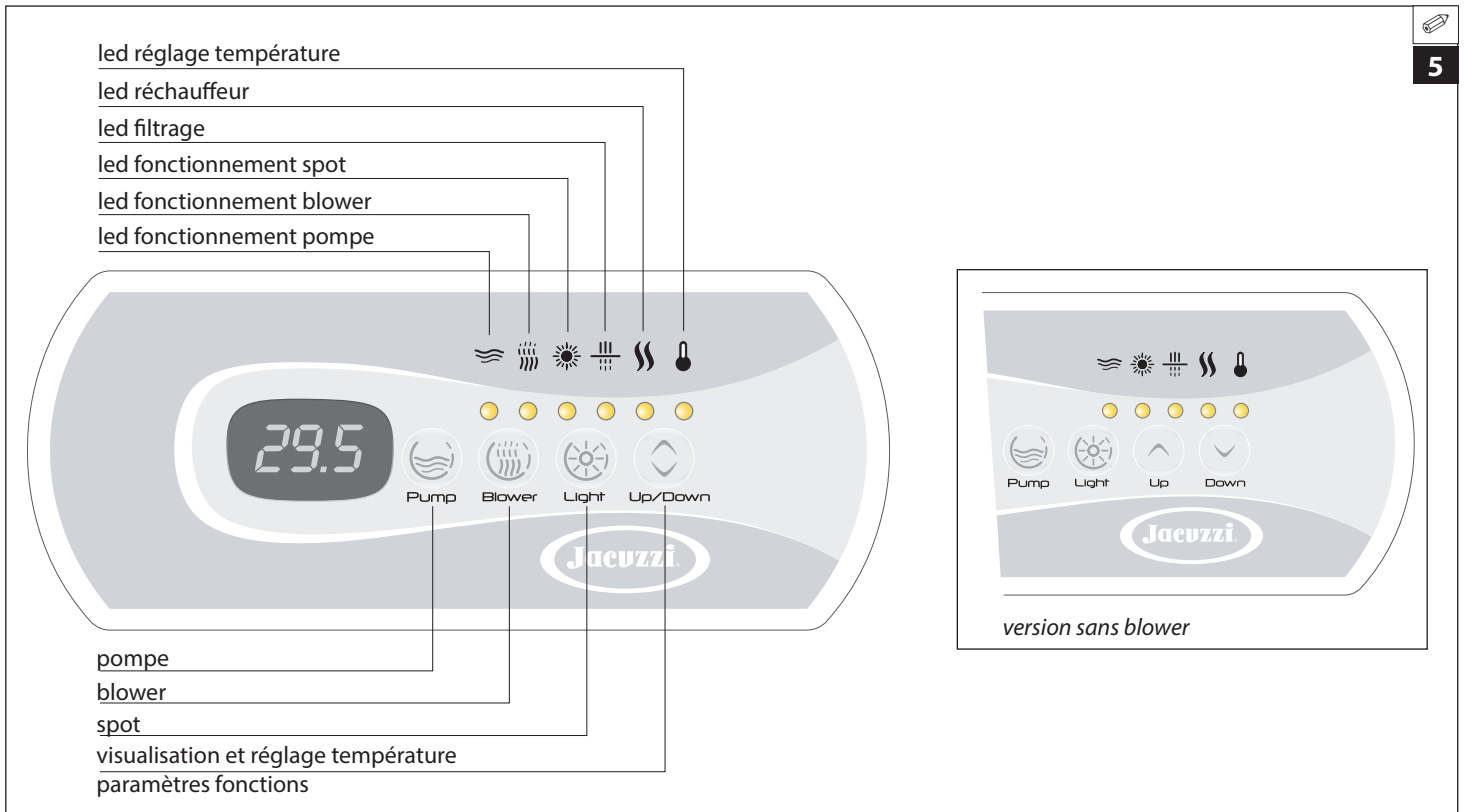 5
led réglage température
led réchauffeur
led filtrage
led fonctionnement spot
led fonctionnement blower
led fonctionnement pompe
29.5
Pump Blower Light Up/Down
Jacuzzi
pompe
blower
spot
visualisation et réglage température
paramètres fonctions
Pump Light Up Down
Jacuzzi
version sans blower